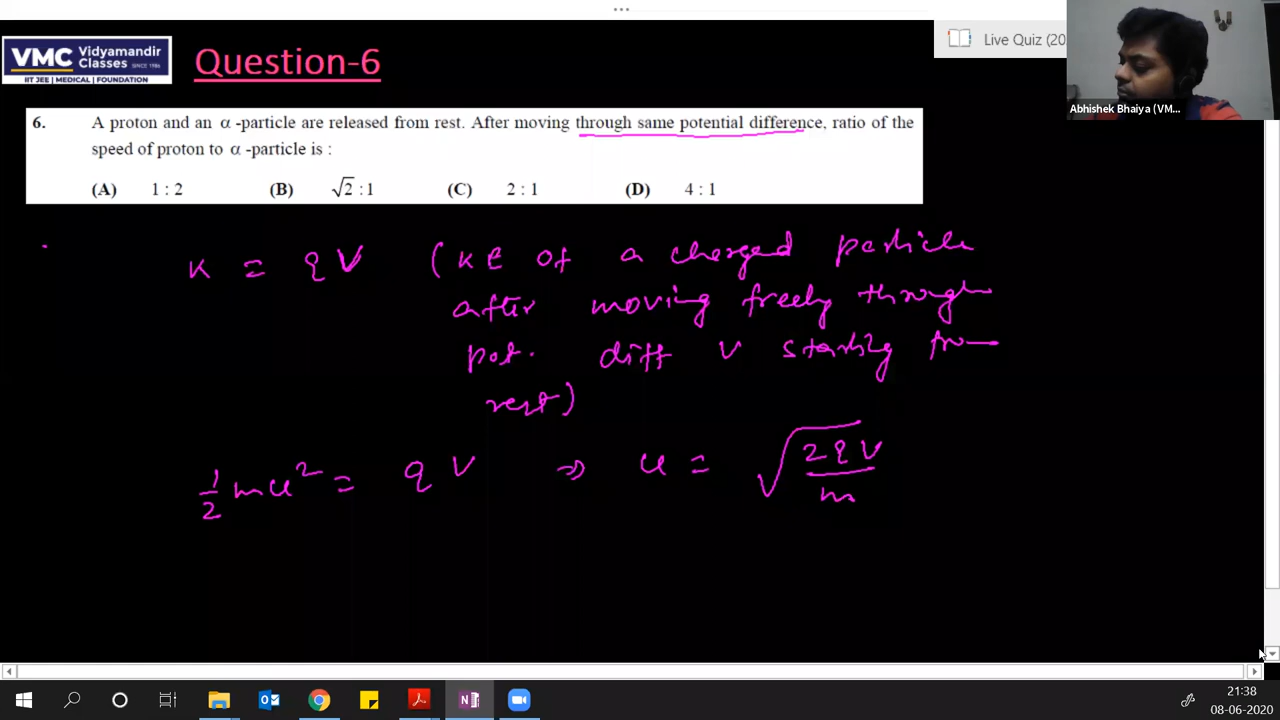 ...
Live Quiz (20
VMC Vidyamandir Classes SINCE 1986
IIT JEE | MEDICAL | FOUNDATION
Question-6
Abhishek Bhaiya (VM...
6. A proton and an α -particle are released from rest. After moving through same potential difference, ratio of the
speed of proton to α -particle is :
(A) 1 : 2 (B) √2 : 1 (C) 2 : 1 (D) 4 : 1
K = qV (KE of a charged particle
after moving freely through
pot. diff V starting from
rest)
1/2 mu² = qV ⇒ u = √(2qV/m)
21:38
08-06-2020